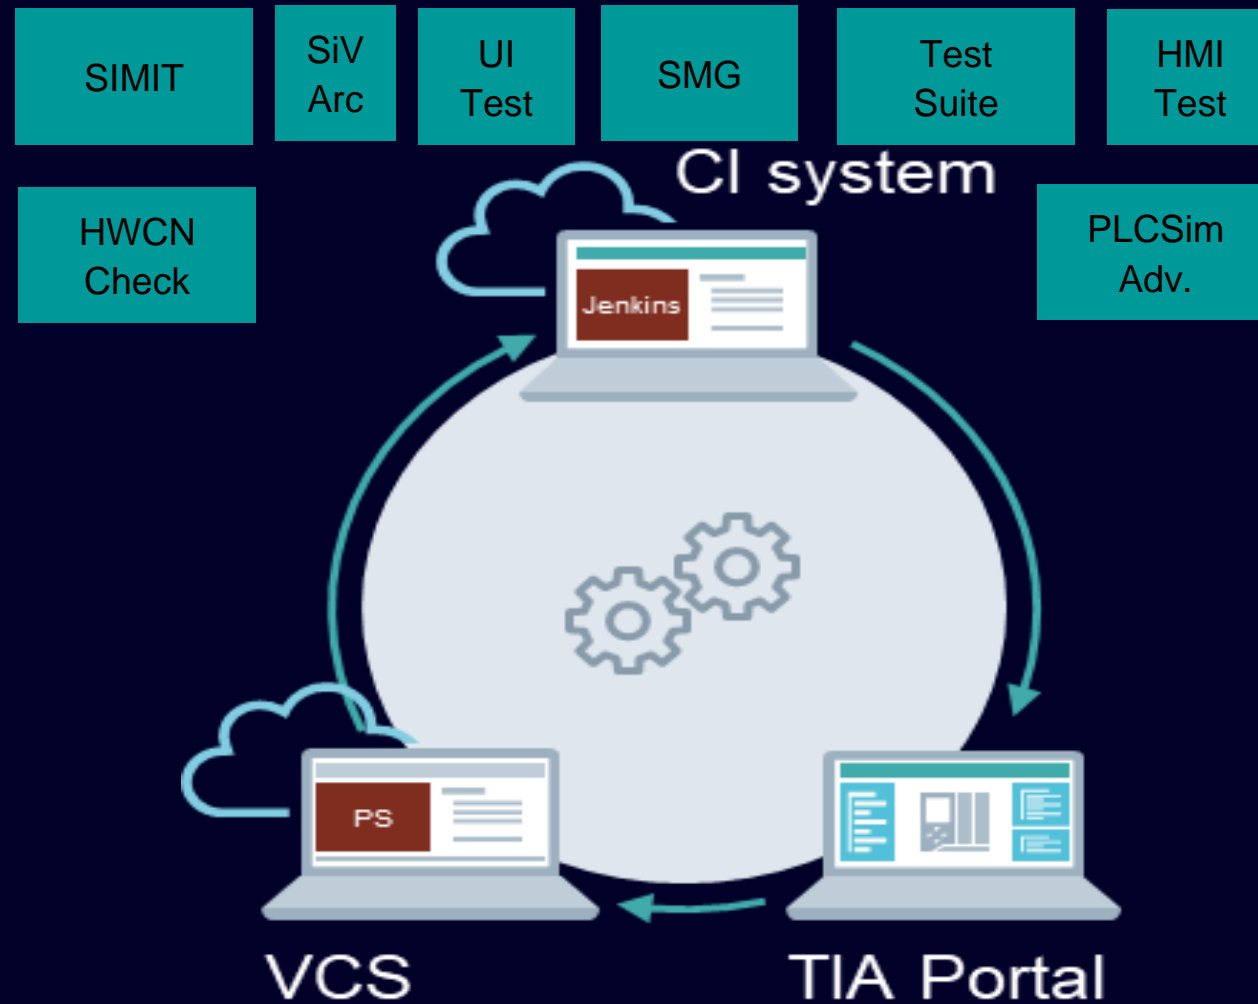 SIMIT
SiV
Arc
UI
Test
SMG
Test
Suite
HMI
Test
CI system
HWCN
Check
PLCSim
Adv.
Jenkins
PS
VCS
TIA Portal